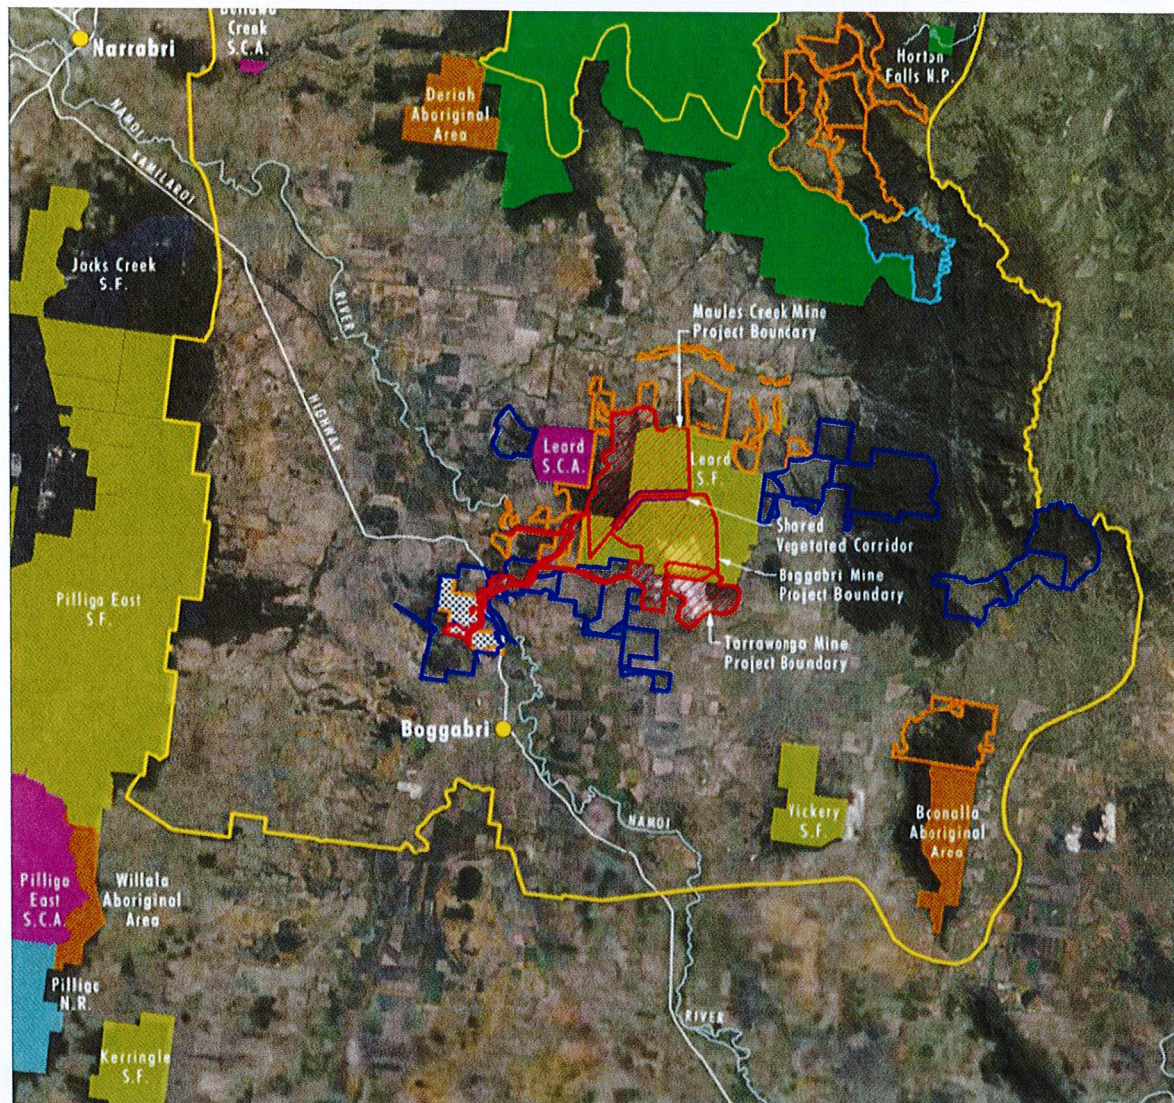 Narrabri
Creek
S.C.A.
Horton
Falls N.P.
Deriah
Aboriginal
Area
NAMOI
KAMILAROI
Jacks Creek
S.F.
RIVER
Maules Creek Mine
Project Boundary
HIGHWAY
Leard
S.C.A.
Leard
S.F.
Shared
Vegetated Corridor
Boggabri Mine
Project Boundary
Pilliga East
S.F.
Tarrawonga Mine
Project Boundary
Boggabri
Vickery
S.F.
Boonalla
Aboriginal
Area
NAMOI
Pilliga
East
S.C.A.
Willala
Aboriginal
Area
Pilliga
N.R.
RIVER
Kerringle
S.F.